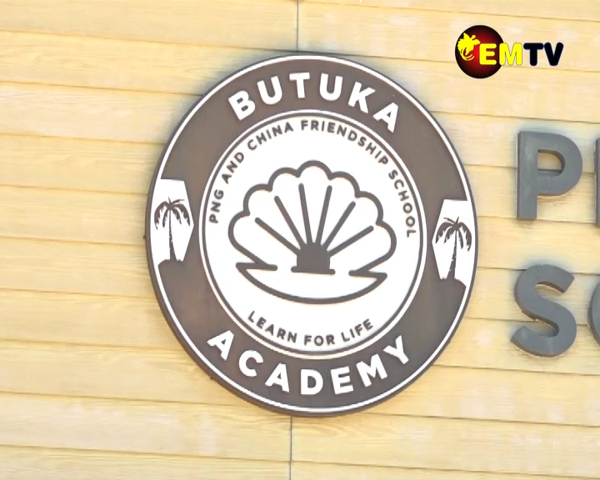 EMTV
BUTUKA
PNG AND CHINA FRIENDSHIP SCHOOL
LEARN FOR LIFE
ACADEMY